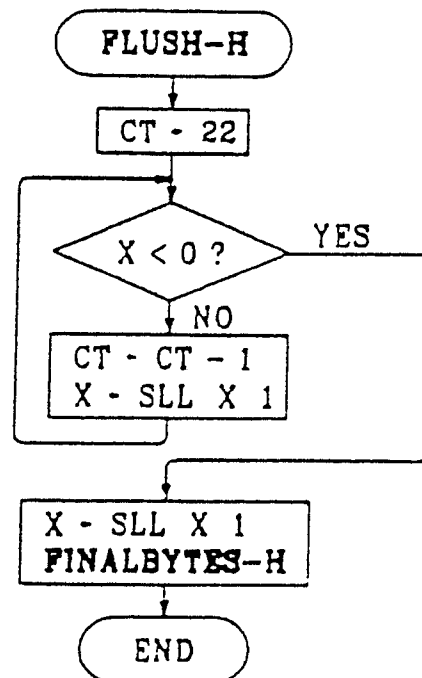 FLUSH-H
CT - 22
X < 0 ?
YES
NO
CT - CT - 1
X - SLL X 1
X - SLL X 1
FINALBYTES-H
END